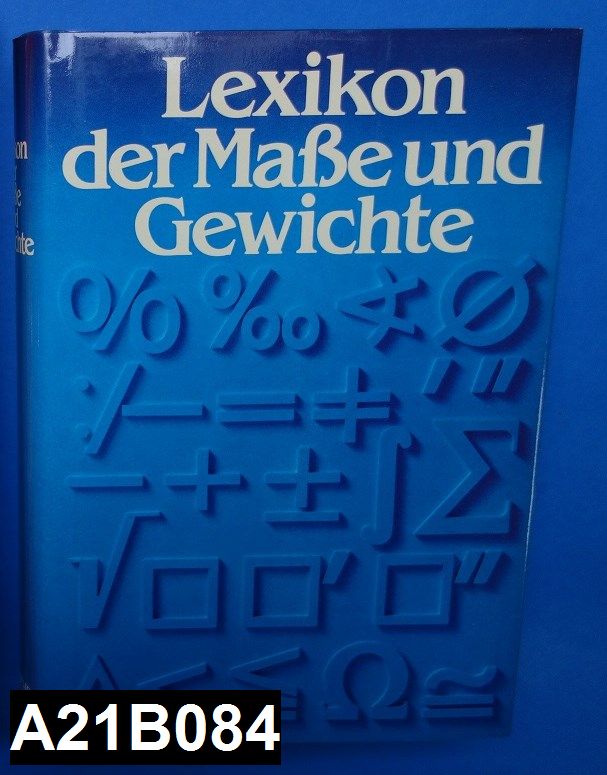 Lexikon
der Maße und
Gewichte
% ‰ ∢ Ø
: / — = ≠ ′ ″
− + ± ∫ Σ
√ □ □′ □″
Ω ≅
A21B084